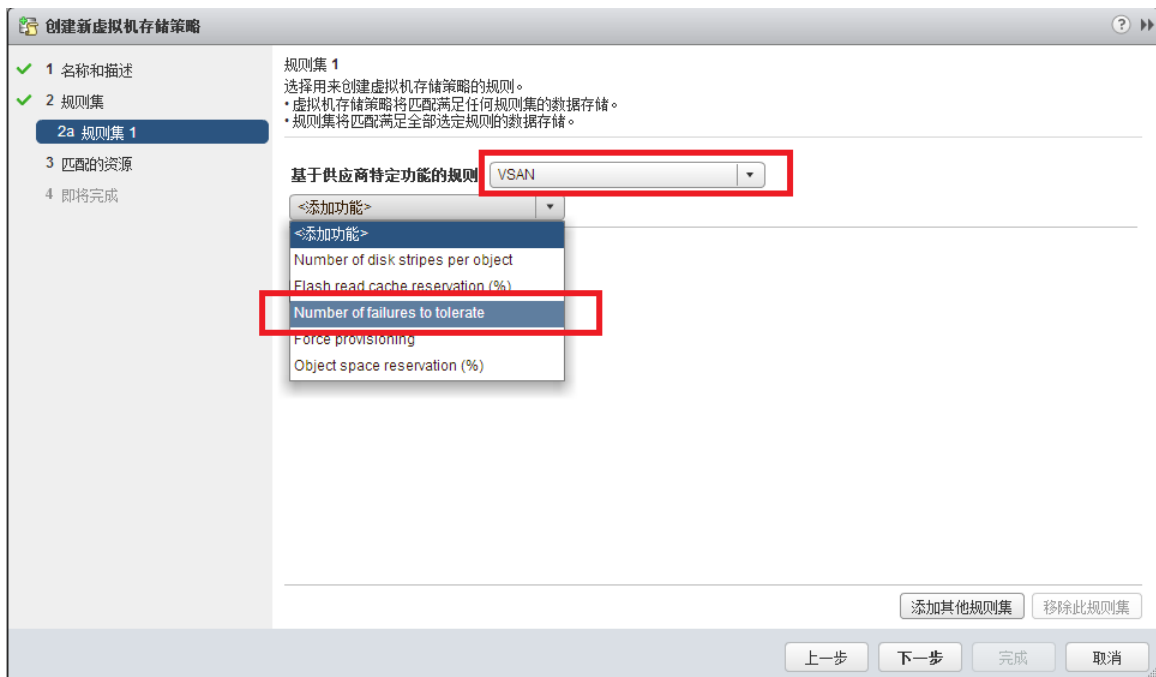 创建新虚拟机存储策略
1 名称和描述
2 规则集
2a 规则集 1
3 匹配的资源
4 即将完成
规则集 1
选择用来创建虚拟机存储策略的规则。
• 虚拟机存储策略将匹配满足任何规则集的数据存储。
• 规则集将匹配满足全部选定规则的数据存储。
基于供应商特定功能的规则 VSAN
<添加功能>
<添加功能>
Number of disk stripes per object
Flash read cache reservation (%)
Number of failures to tolerate
Force provisioning
Object space reservation (%)
添加其他规则集 移除此规则集
上一步 下一步 完成 取消